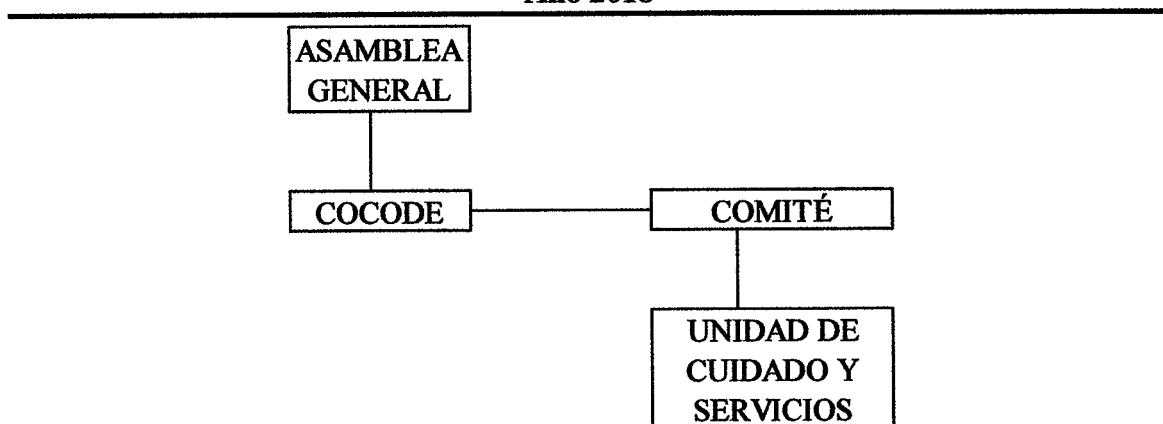 ASAMBLEA
GENERAL
COCODE
COMITÉ
UNIDAD DE
CUIDADO Y
SERVICIOS